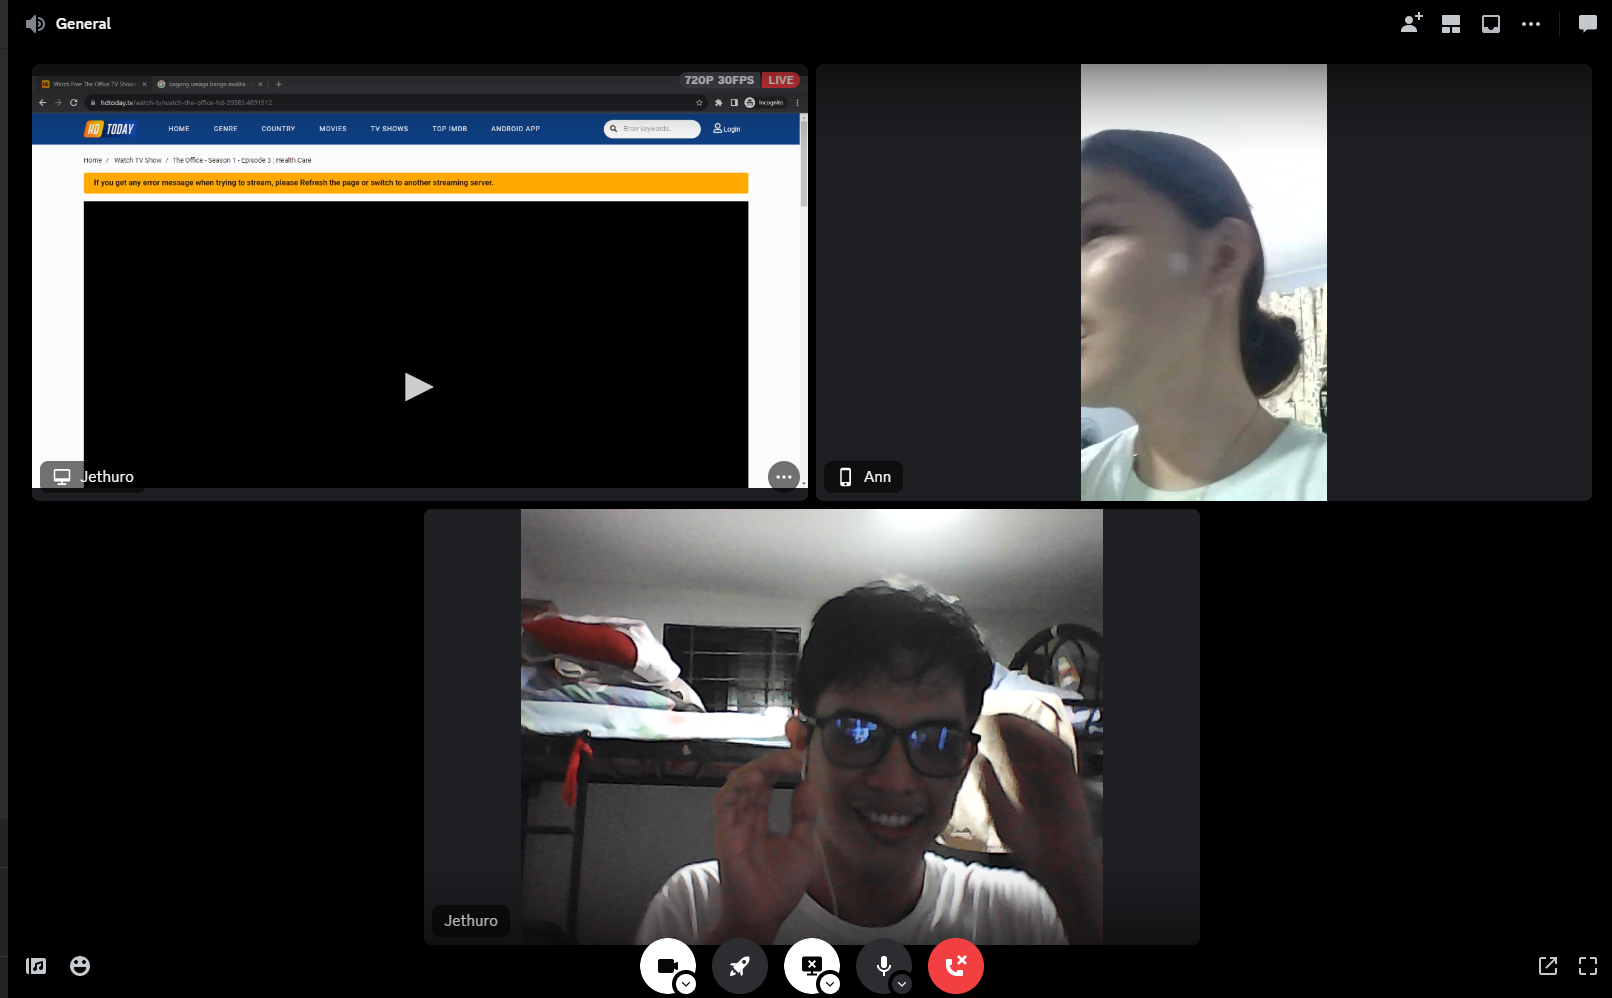 General
Watch Free The Office TV Shows
bagong umaga banga mukha -
720P 30FPS LIVE
hdtoday.tv/watch-tv/watch-the-office-hd-39383.4891912
Incognito
HD TODAY
HOME GENRE COUNTRY MOVIES TV SHOWS TOP IMDB ANDROID APP
Enter keywords...
Login
Home / Watch TV Show / The Office - Season 1 - Episode 3 : Health Care
If you get any error message when trying to stream, please Refresh the page or switch to another streaming server.
Jethuro
Ann
Jethuro